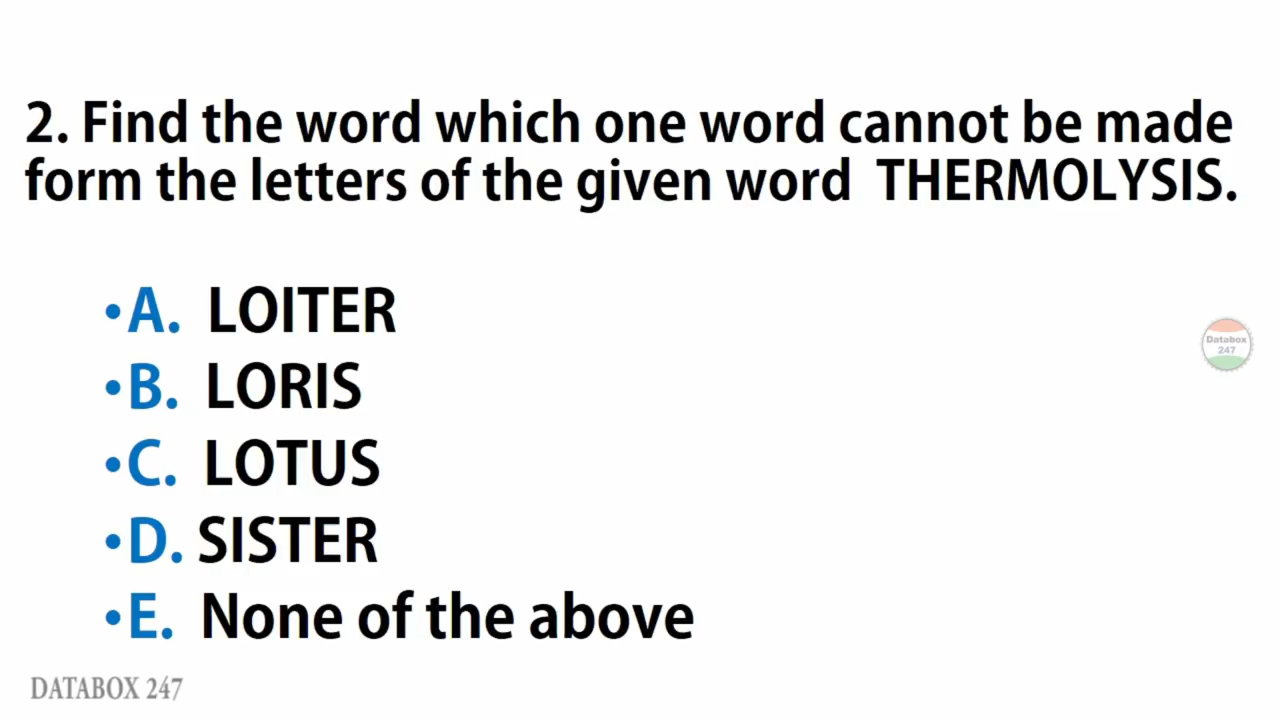 2. Find the word which one word cannot be made
form the letters of the given word THERMOLYSIS.
•A. LOITER
•B. LORIS
Databox
247
•C. LOTUS
•D. SISTER
•E. None of the above
DATABOX 247